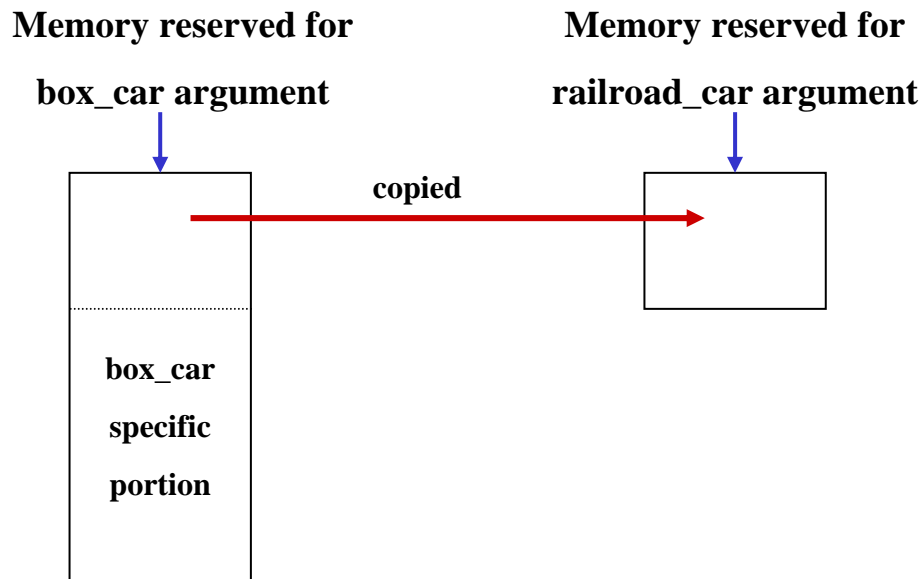 Memory reserved for
box_car argument
Memory reserved for
railroad_car argument
copied
box_car
specific
portion